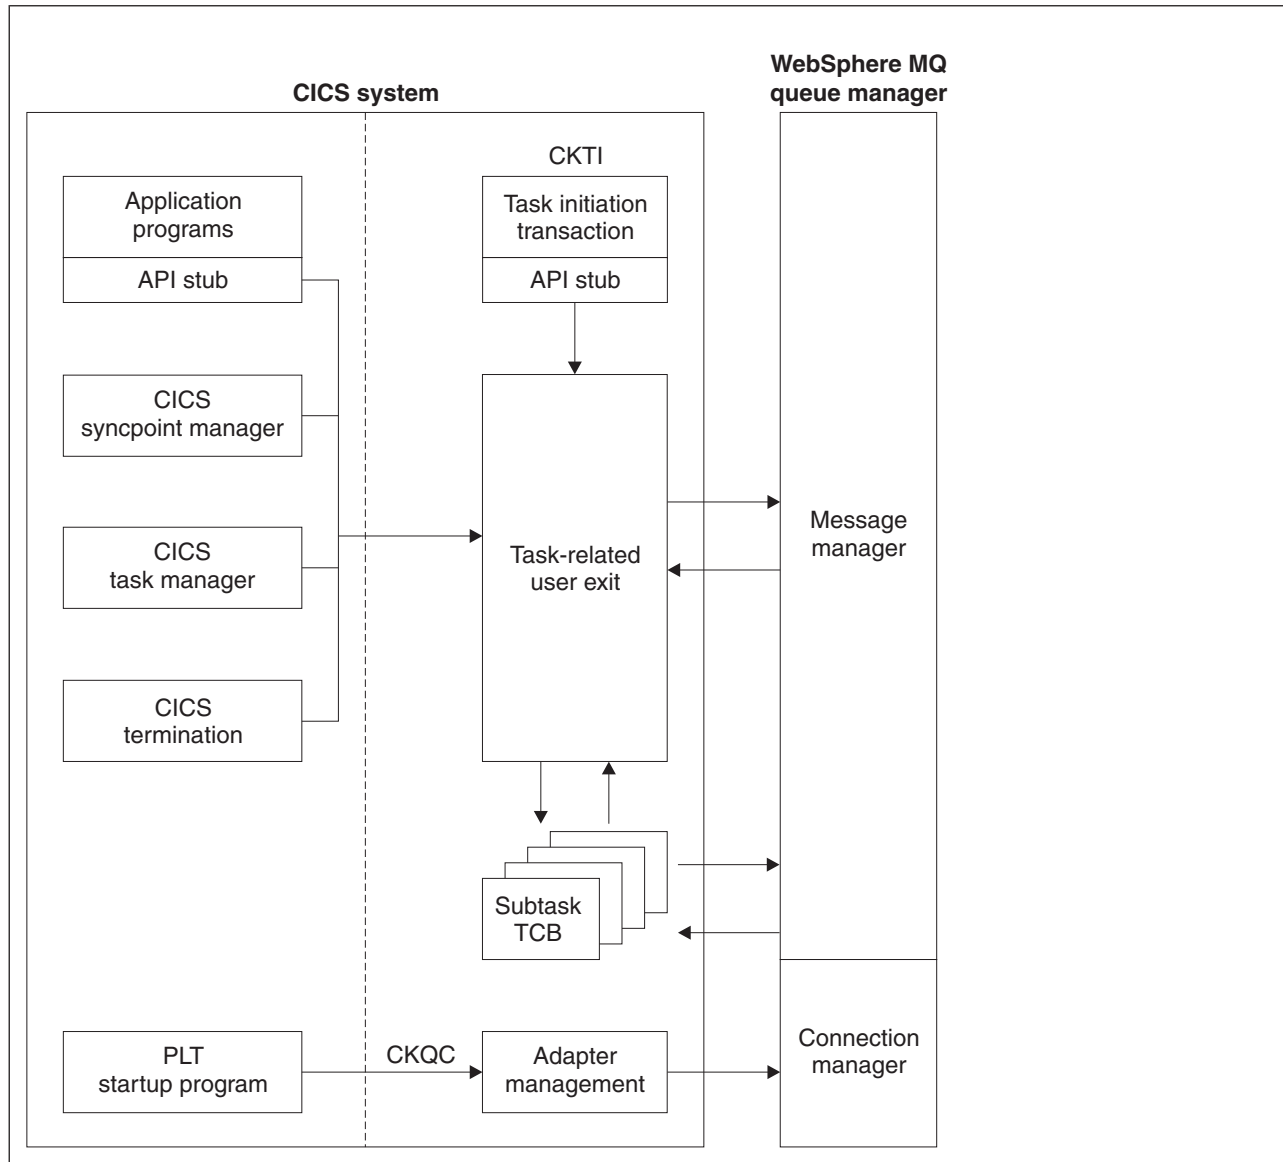 WebSphere MQ
queue manager
CICS system
CKTI
Application
programs
API stub
Task initiation
transaction
API stub
CICS
syncpoint manager
CICS
task manager
CICS
termination
Task-related
user exit
Message
manager
Subtask
TCB
PLT
startup program
CKQC
Adapter
management
Connection
manager